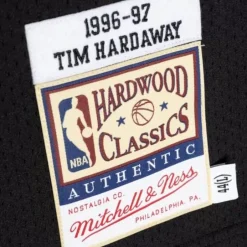 1996-97
TIM HARDAWAY
HARDWOOD
CLASSICS
NBA
AUTHENTIC
NOSTALGIA CO.
Mitchell & Ness
PHILADELPHIA, PA.
44(L)